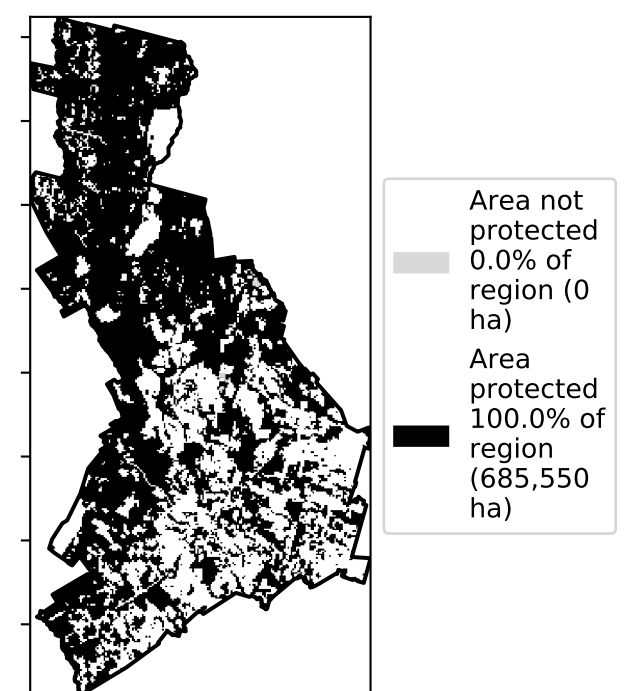 Area not
protected
0.0% of
region (0
ha)
Area
protected
100.0% of
region
(685,550
ha)